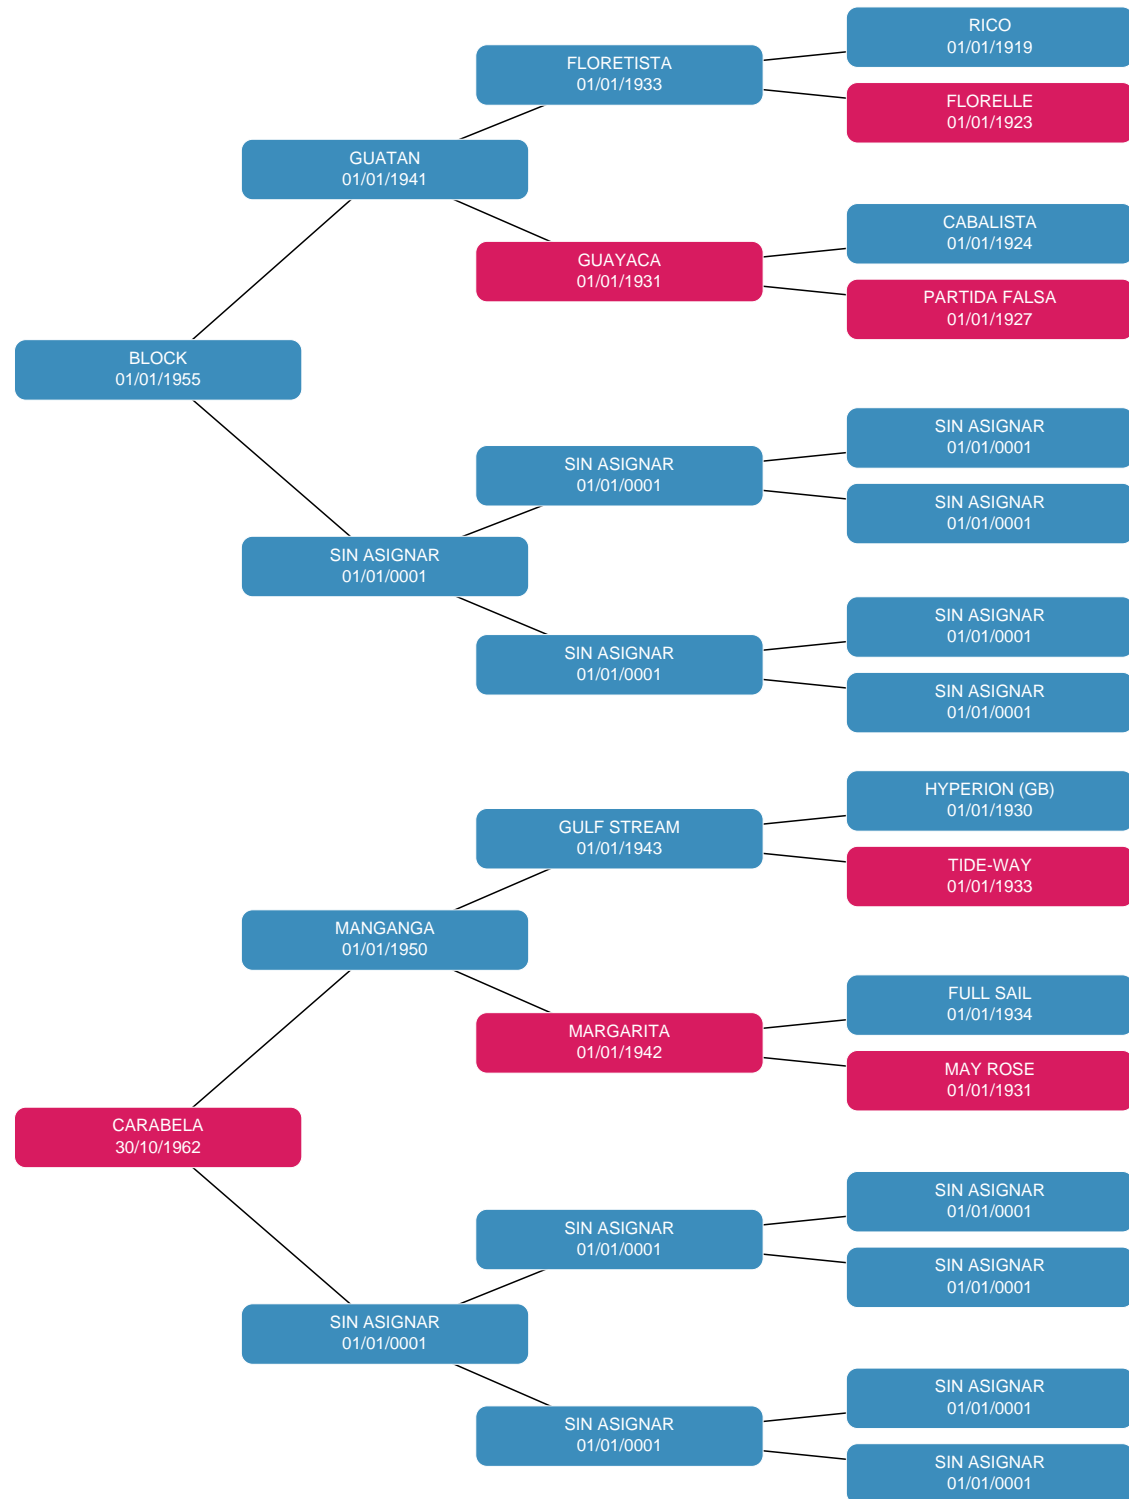 RICO
01/01/1919
FLORETISTA
01/01/1933
FLORELLE
01/01/1923
GUATAN
01/01/1941
CABALISTA
01/01/1924
GUAYACA
01/01/1931
PARTIDA FALSA
01/01/1927
BLOCK
01/01/1955
SIN ASIGNAR
01/01/0001
SIN ASIGNAR
01/01/0001
SIN ASIGNAR
01/01/0001
SIN ASIGNAR
01/01/0001
SIN ASIGNAR
01/01/0001
SIN ASIGNAR
01/01/0001
SIN ASIGNAR
01/01/0001
HYPERION (GB)
01/01/1930
GULF STREAM
01/01/1943
TIDE-WAY
01/01/1933
MANGANGA
01/01/1950
FULL SAIL
01/01/1934
MARGARITA
01/01/1942
MAY ROSE
01/01/1931
CARABELA
30/10/1962
SIN ASIGNAR
01/01/0001
SIN ASIGNAR
01/01/0001
SIN ASIGNAR
01/01/0001
SIN ASIGNAR
01/01/0001
SIN ASIGNAR
01/01/0001
SIN ASIGNAR
01/01/0001
SIN ASIGNAR
01/01/0001